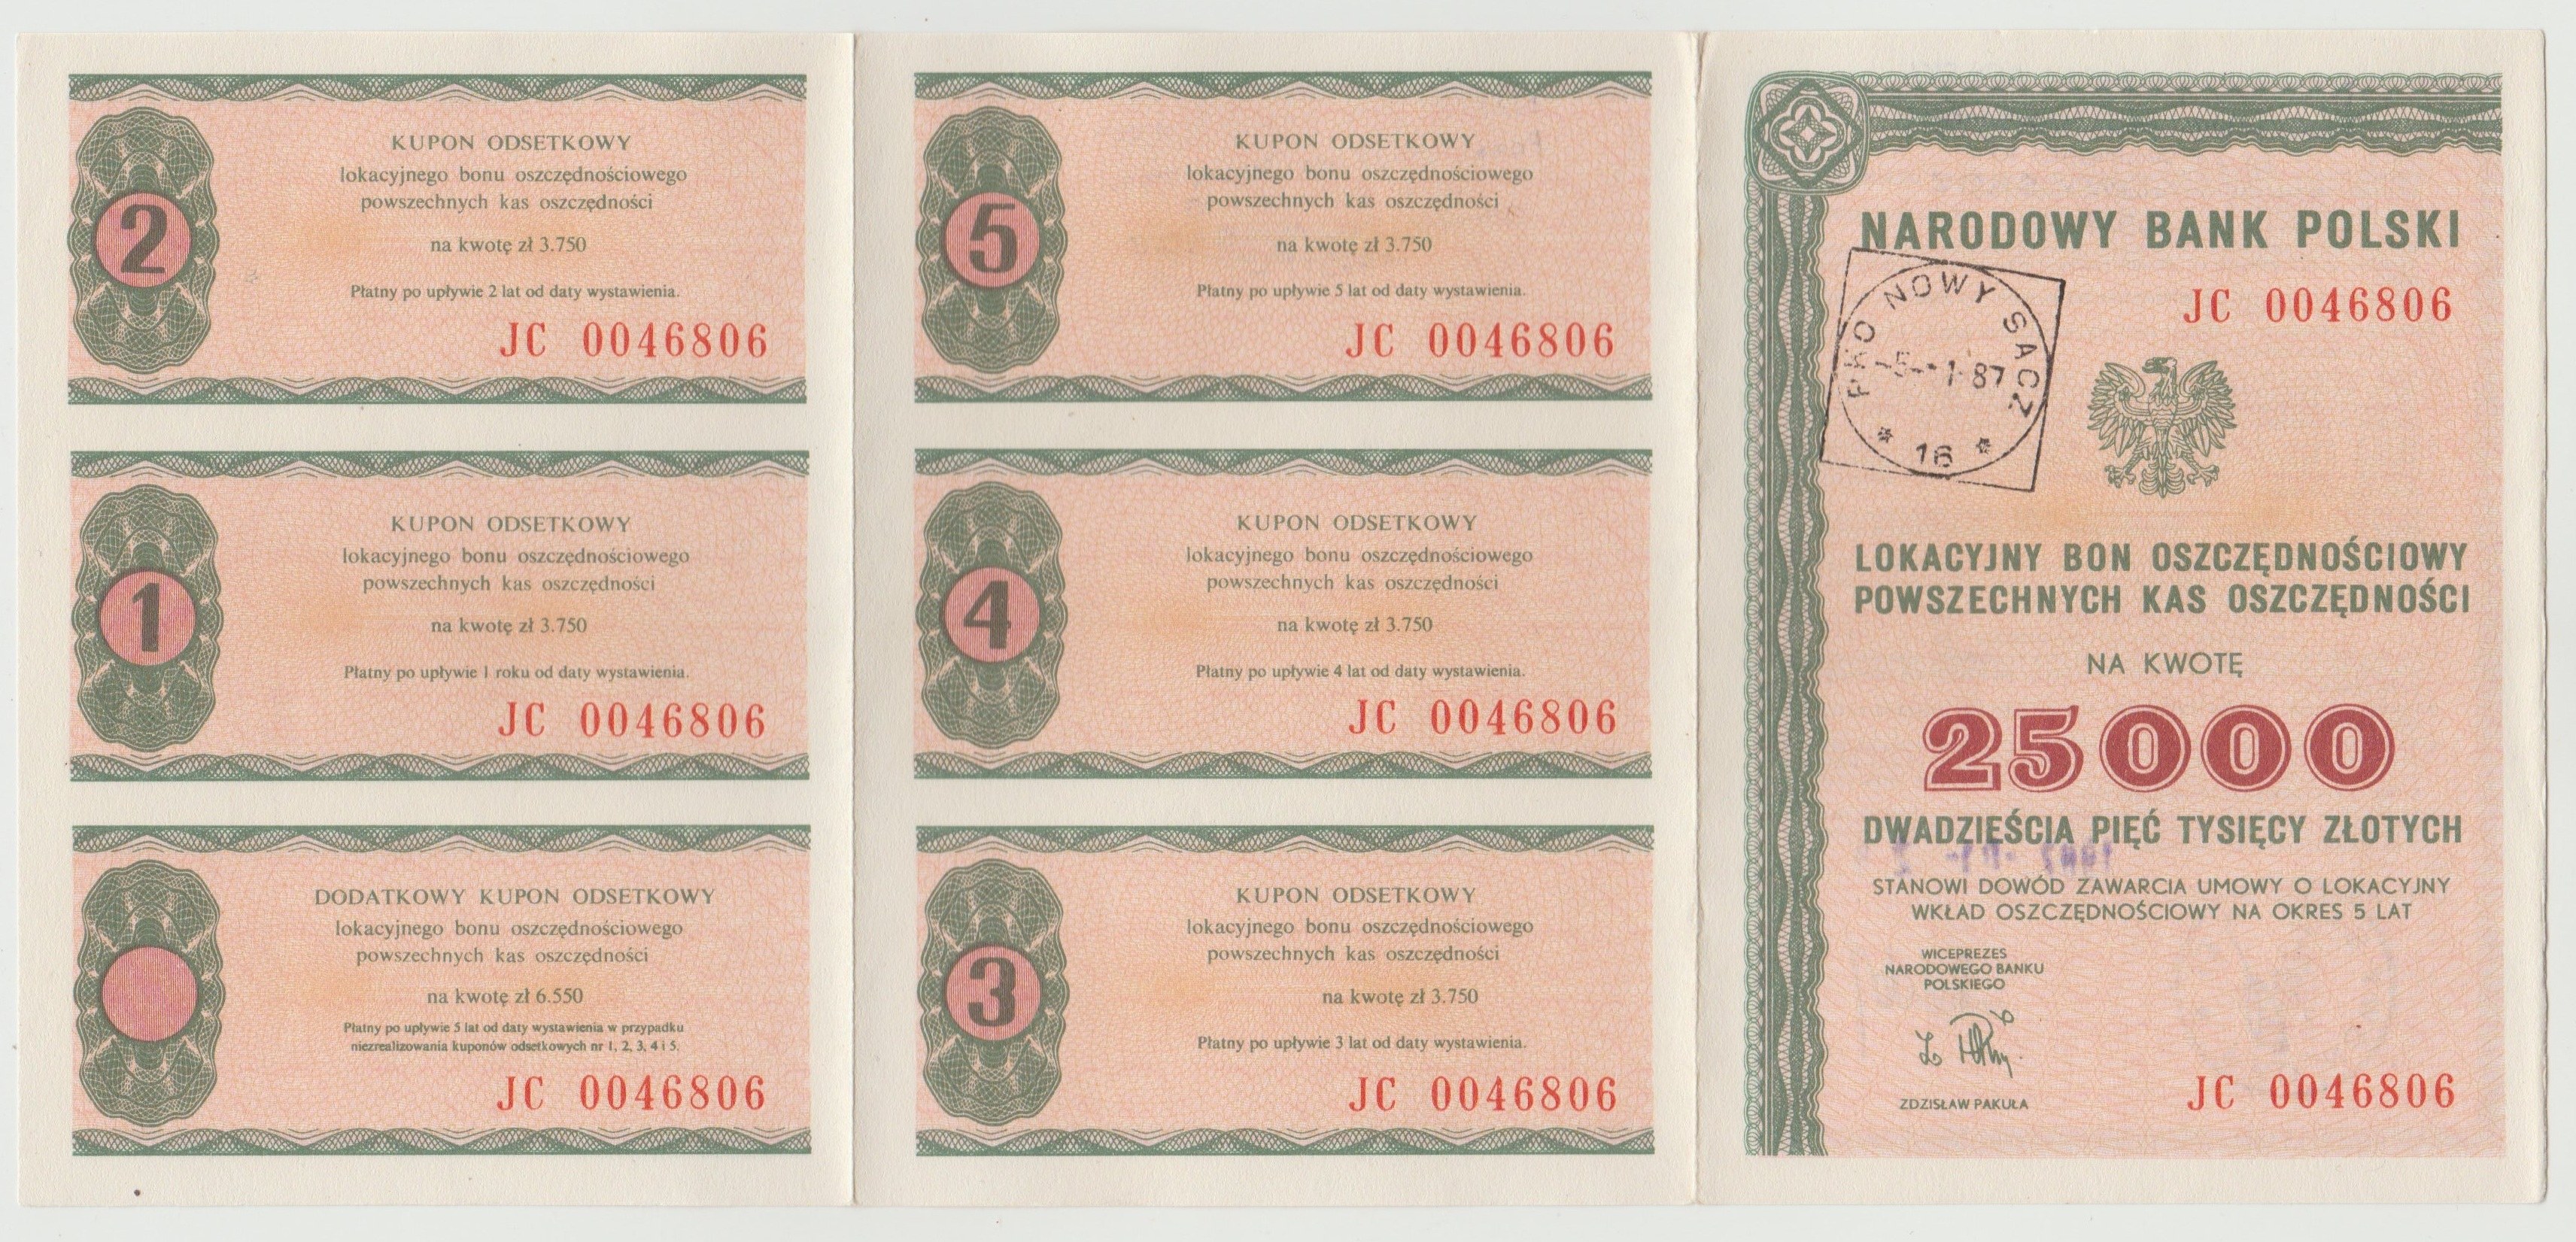 2
KUPON ODSETKOWY
lokacyjnego bonu oszczędnościowego
powszechnych kas oszczędności
na kwotę zł 3.750
Płatny po upływie 2 lat od daty wystawienia.
JC 0046806
1
KUPON ODSETKOWY
lokacyjnego bonu oszczędnościowego
powszechnych kas oszczędności
na kwotę zł 3.750
Płatny po upływie 1 roku od daty wystawienia.
JC 0046806
DODATKOWY KUPON ODSETKOWY
lokacyjnego bonu oszczędnościowego
powszechnych kas oszczędności
na kwotę zł 6.550
Płatny po upływie 5 lat od daty wystawienia w przypadku
niezrealizowania kuponów odsetkowych nr 1, 2, 3, 4 i 5.
JC 0046806
5
KUPON ODSETKOWY
lokacyjnego bonu oszczędnościowego
powszechnych kas oszczędności
na kwotę zł 3.750
Płatny po upływie 5 lat od daty wystawienia.
JC 0046806
4
KUPON ODSETKOWY
lokacyjnego bonu oszczędnościowego
powszechnych kas oszczędności
na kwotę zł 3.750
Płatny po upływie 4 lat od daty wystawienia.
JC 0046806
3
KUPON ODSETKOWY
lokacyjnego bonu oszczędnościowego
powszechnych kas oszczędności
na kwotę zł 3.750
Płatny po upływie 3 lat od daty wystawienia.
JC 0046806
NARODOWY BANK POLSKI
JC 0046806
PKO NOWY SĄCZ
-5-1-87
* 16 *
LOKACYJNY BON OSZCZĘDNOŚCIOWY
POWSZECHNYCH KAS OSZCZĘDNOŚCI
NA KWOTĘ
25000
DWADZIEŚCIA PIĘĆ TYSIĘCY ZŁOTYCH
STANOWI DOWÓD ZAWARCIA UMOWY O LOKACYJNY
WKŁAD OSZCZĘDNOŚCIOWY NA OKRES 5 LAT
WICEPREZES
NARODOWEGO BANKU
POLSKIEGO
ZDZISŁAW PAKUŁA
JC 0046806